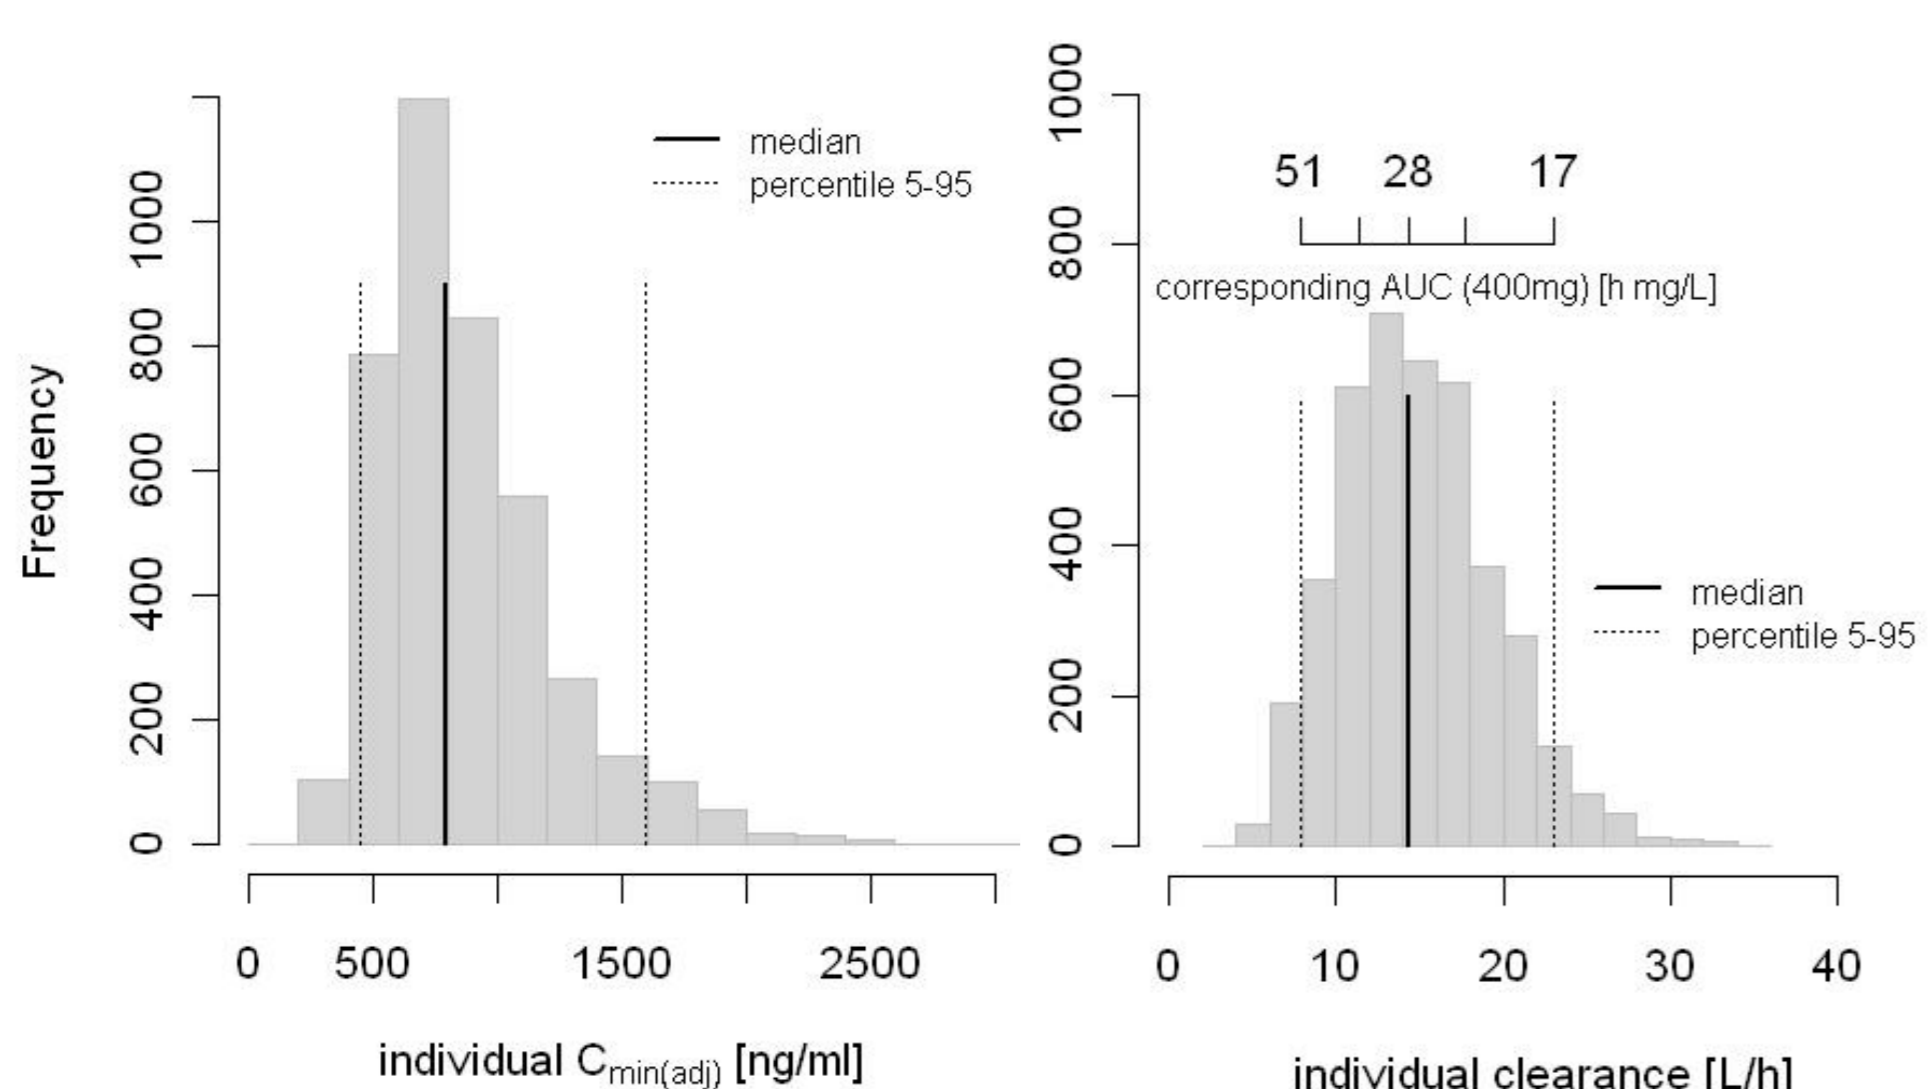 Frequency
1000
800
600
400
200
0
median
percentile 5-95
0 500 1500 2500
individual Cmin(adj) [ng/ml]
1000
800
600
400
200
0
51 28 17
corresponding AUC (400mg) [h mg/L]
median
percentile 5-95
0 10 20 30 40
individual clearance [L/h]